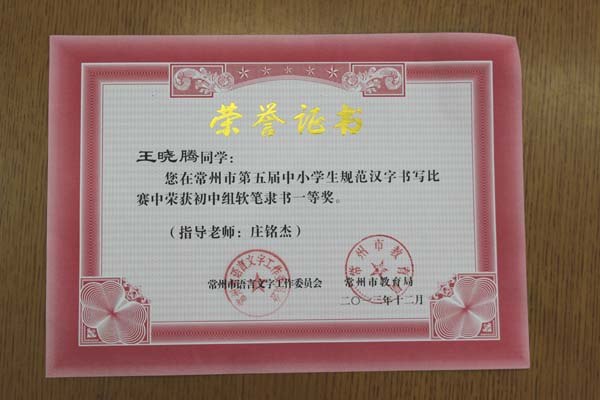 荣誉证书
王晓腾同学：
您在常州市第五届中小学生规范汉字书写比
赛中荣获初中组软笔隶书一等奖。
（指导老师：庄铭杰）
常州市语言文字工作委员会
常州市教育局
二〇一三年十二月